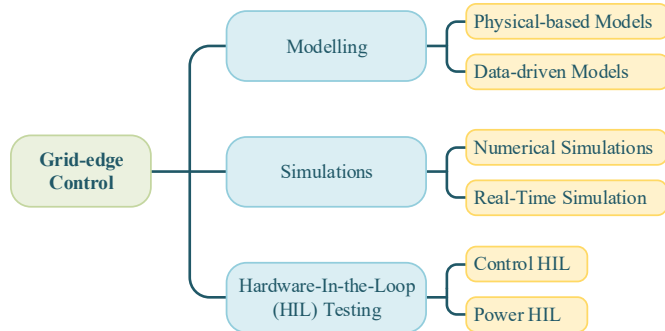 Grid-edge
Control
Modelling
Physical-based Models
Data-driven Models
Simulations
Numerical Simulations
Real-Time Simulation
Hardware-In-the-Loop
(HIL) Testing
Control HIL
Power HIL